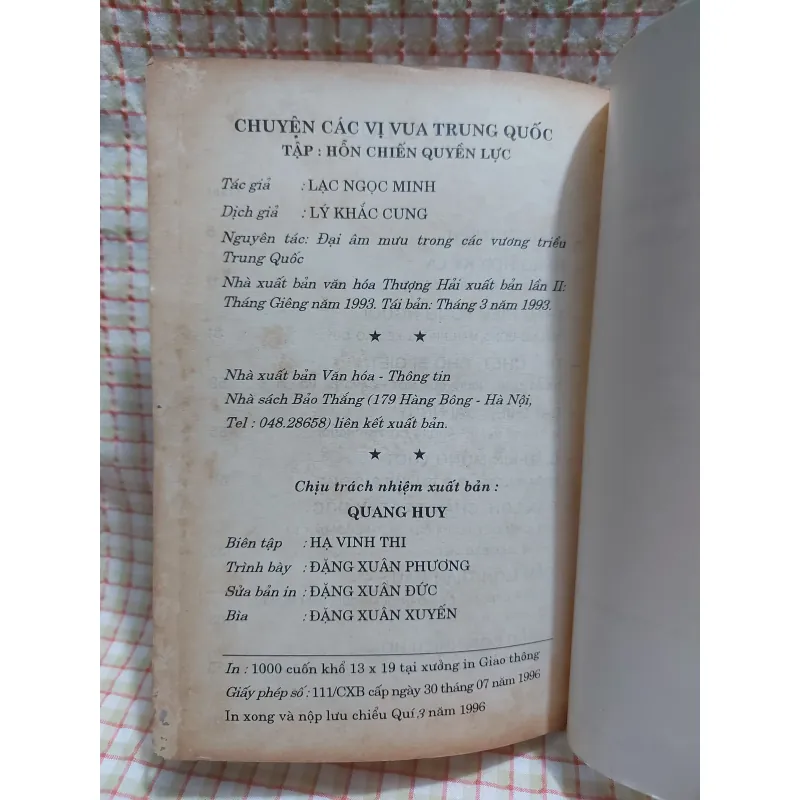 CHUYỆN CÁC VỊ VUA TRUNG QUỐC
TẬP : HỖN CHIẾN QUYỀN LỰC
Tác giả : LẠC NGỌC MINH
Dịch giả : LÝ KHẮC CUNG
Nguyên tác: Đại âm mưu trong các vương triều
Trung Quốc
Nhà xuất bản văn hóa Thượng Hải xuất bản lần II:
Tháng Giêng năm 1993. Tái bản: Tháng 3 năm 1993.
★ ★
Nhà xuất bản Văn hóa - Thông tin
Nhà sách Bảo Thắng (179 Hàng Bông - Hà Nội,
Tel : 048.28658) liên kết xuất bản.
★ ★
Chịu trách nhiệm xuất bản :
QUANG HUY
Biên tập : HẠ VINH THI
Trình bày : ĐẶNG XUÂN PHƯƠNG
Sửa bản in : ĐẶNG XUÂN ĐỨC
Bìa : ĐẶNG XUÂN XUYẾN
In : 1000 cuốn khổ 13 x 19 tại xưởng in Giao thông
Giấy phép số : 111/CXB cấp ngày 30 tháng 07 năm 1996
In xong và nộp lưu chiểu Quí 3 năm 1996